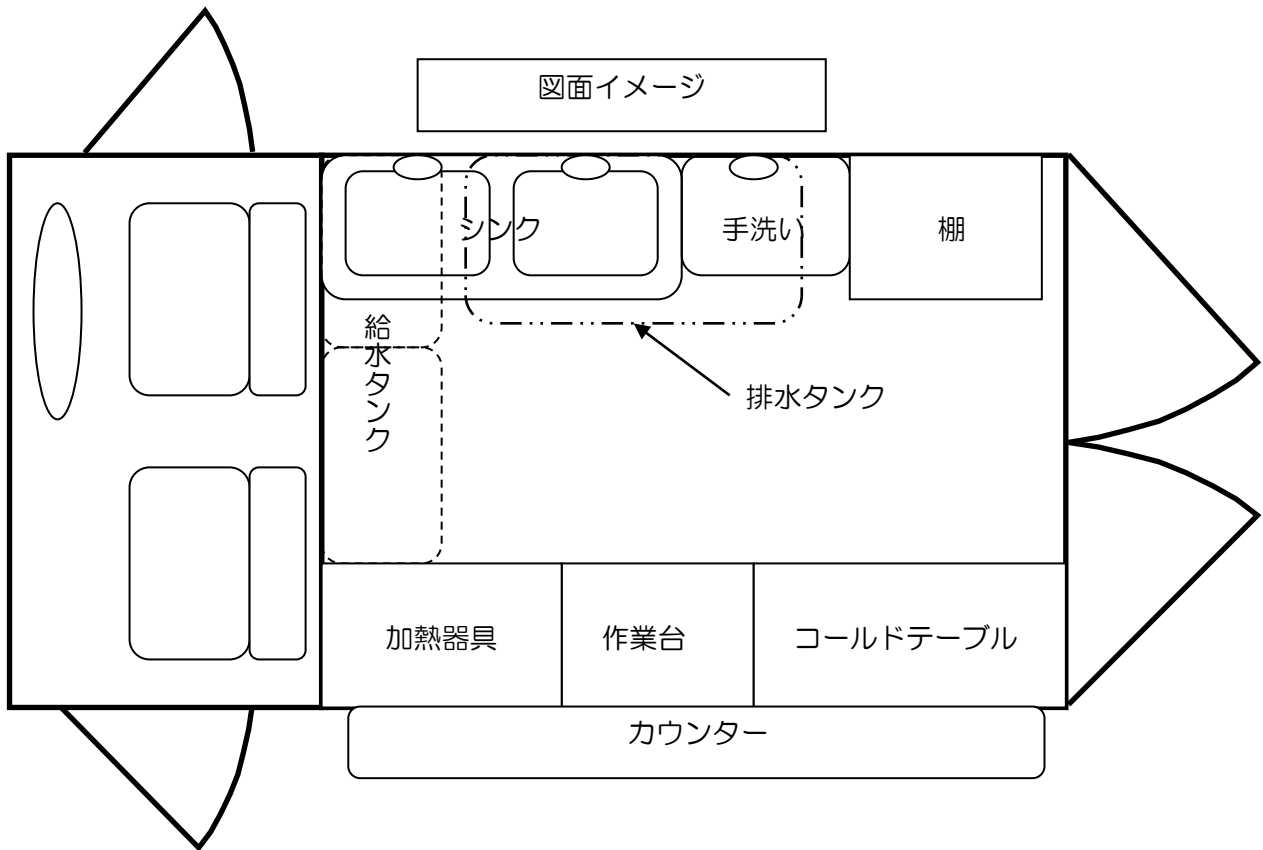 図面イメージ
シンク
手洗い
棚
給水タンク
排水タンク
加熱器具
作業台
コールドテーブル
カウンター